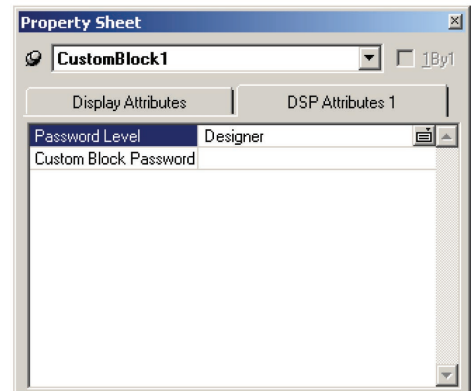 Property Sheet
CustomBlock1
1By1
Display Attributes
DSP Attributes 1
Password Level Designer
Custom Block Password